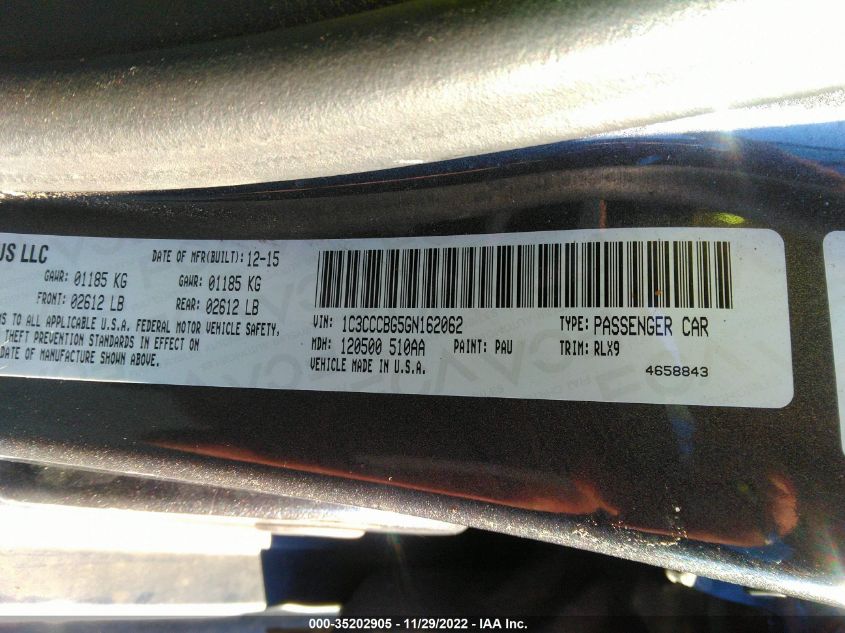 US LLC
DATE OF MFR(BUILT): 12-15
GAWR: 01185 KG GAWR: 01185 KG
FRONT: 02612 LB REAR: 02612 LB
TO ALL APPLICABLE U.S.A. FEDERAL MOTOR VEHICLE SAFETY,
THEFT PREVENTION STANDARDS IN EFFECT ON
DATE OF MANUFACTURE SHOWN ABOVE.
VIN: 1C3CCCBG5GN162062 TYPE: PASSENGER CAR
MDH: 120500 510AA PAINT: PAU TRIM: RLX9
VEHICLE MADE IN U.S.A. 4658843
000-35202905 - 11/29/2022 - IAA Inc.